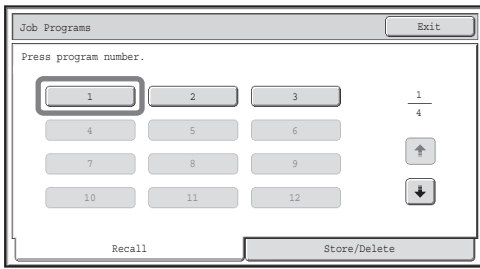 Job Programs Exit
Press program number.
1 2 3 1
4 5 6 4
7 8 9
10 11 12
Recall Store/Delete